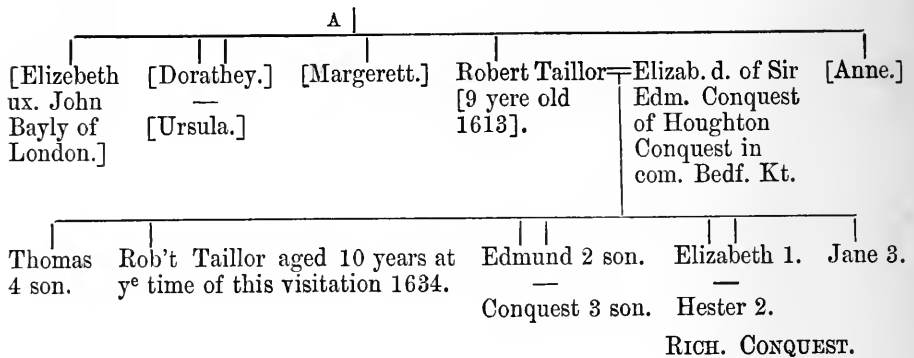 A
[Elizebeth
ux. John
Bayly of
London.]
[Dorathey.]
—
[Ursula.]
[Margerett.]
Robert Taillor
[9 yere old
1613].
Elizab. d. of Sir
Edm. Conquest
of Houghton
Conquest in
com. Bedf. Kt.
[Anne.]
Thomas
4 son.
Rob't Taillor aged 10 years at
yᵉ time of this visitation 1634.
Edmund 2 son.
—
Conquest 3 son.
Elizabeth 1.
—
Hester 2.
Jane 3.
RICH. CONQUEST.